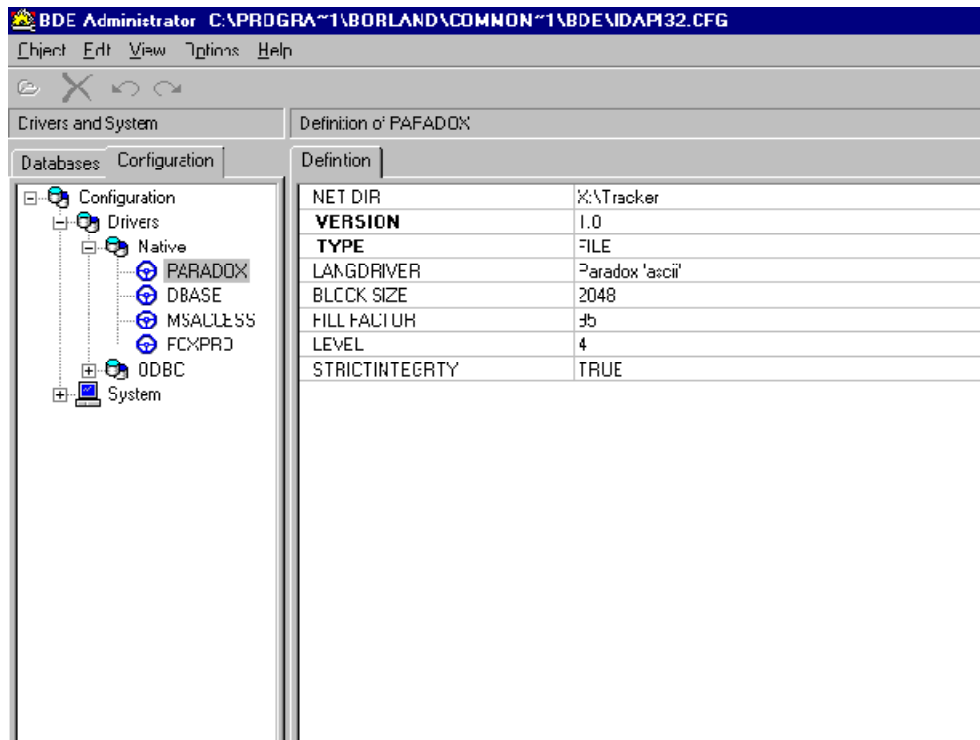 BDE Administrator C:\PROGRA~1\BORLAND\COMMON~1\BDE\IDAPI32.CFG
Object Edit View Options Help
Drivers and System
Definition of PARADOX
Databases Configuration
Definition
Configuration
Drivers
Native
PARADOX
DBASE
MSACCESS
FOXPRO
ODBC
System
NET DIR X:\Tracker
VERSION 1.0
TYPE FILE
LANGDRIVER Paradox 'ascii'
BLOCK SIZE 2048
FILL FACTOR 95
LEVEL 4
STRICTINTEGRTY TRUE